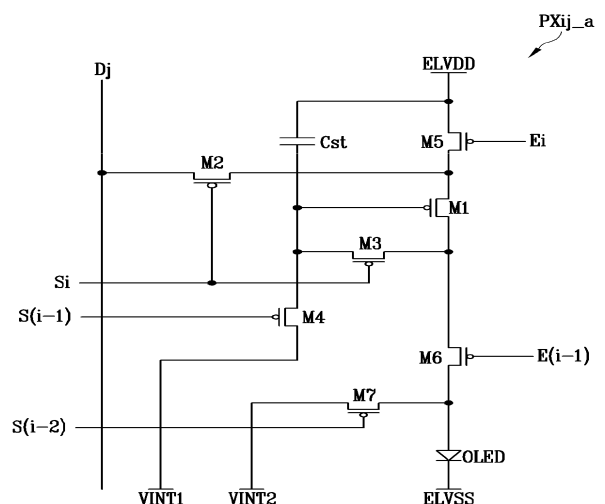 PXij_a
Dj
ELVDD
Cst
M5
Ei
M2
M1
M3
Si
S(i-1)
M4
M6
E(i-1)
M7
S(i-2)
OLED
VINT1
VINT2
ELVSS